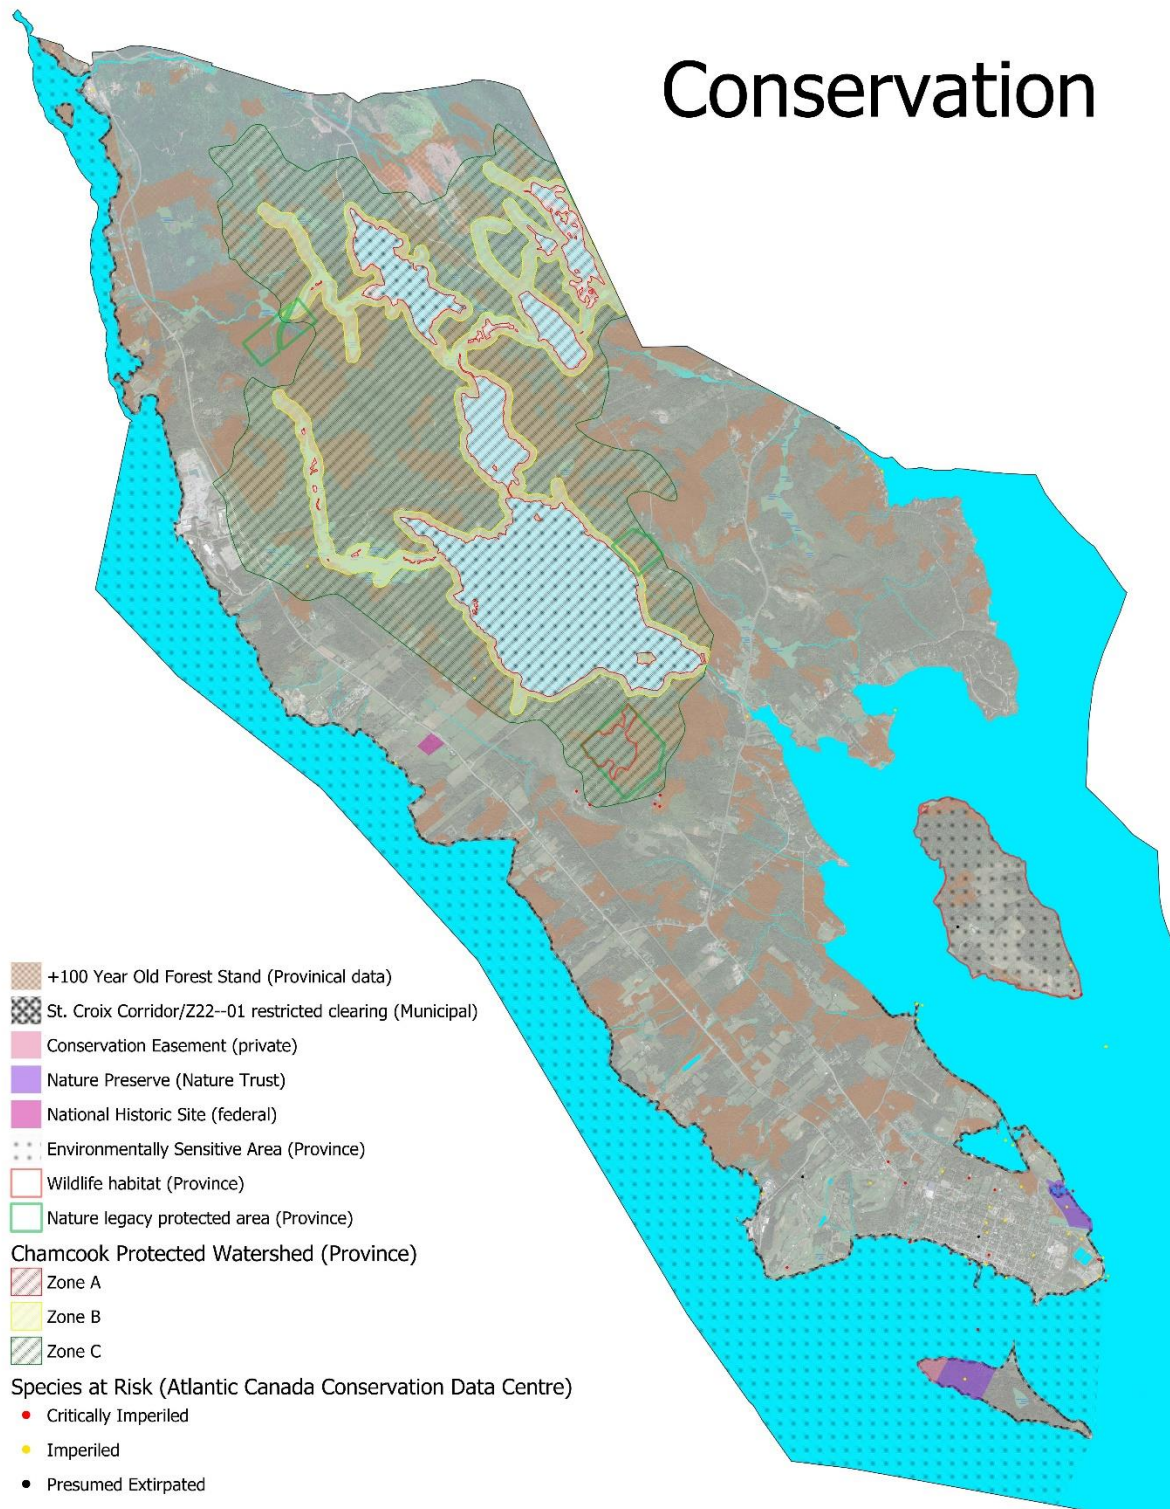 Conservation
+100 Year Old Forest Stand (Provinical data)
St. Croix Corridor/Z22--01 restricted clearing (Municipal)
Conservation Easement (private)
Nature Preserve (Nature Trust)
National Historic Site (federal)
Environmentally Sensitive Area (Province)
Wildlife habitat (Province)
Nature legacy protected area (Province)
Chamcook Protected Watershed (Province)
Zone A
Zone B
Zone C
Species at Risk (Atlantic Canada Conservation Data Centre)
Critically Imperiled
Imperiled
Presumed Extirpated